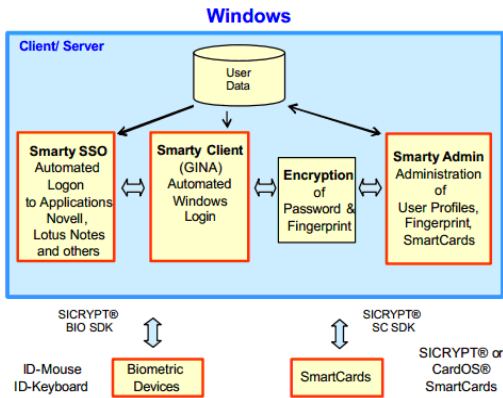 Windows
Client/ Server
User
Data
Smarty SSO
Automated
Logon
to Applications
Novell,
Lotus Notes
and others
Smarty Client
(GINA)
Automated
Windows
Login
Encryption
of
Password &
Fingerprint
Smarty Admin
Administration
of
User Profiles,
Fingerprint,
SmartCards
SICRYPT®
BIO SDK
SICRYPT®
SC SDK
ID-Mouse
ID-Keyboard
Biometric
Devices
SmartCards
SICRYPT® or
CardOS®
SmartCards